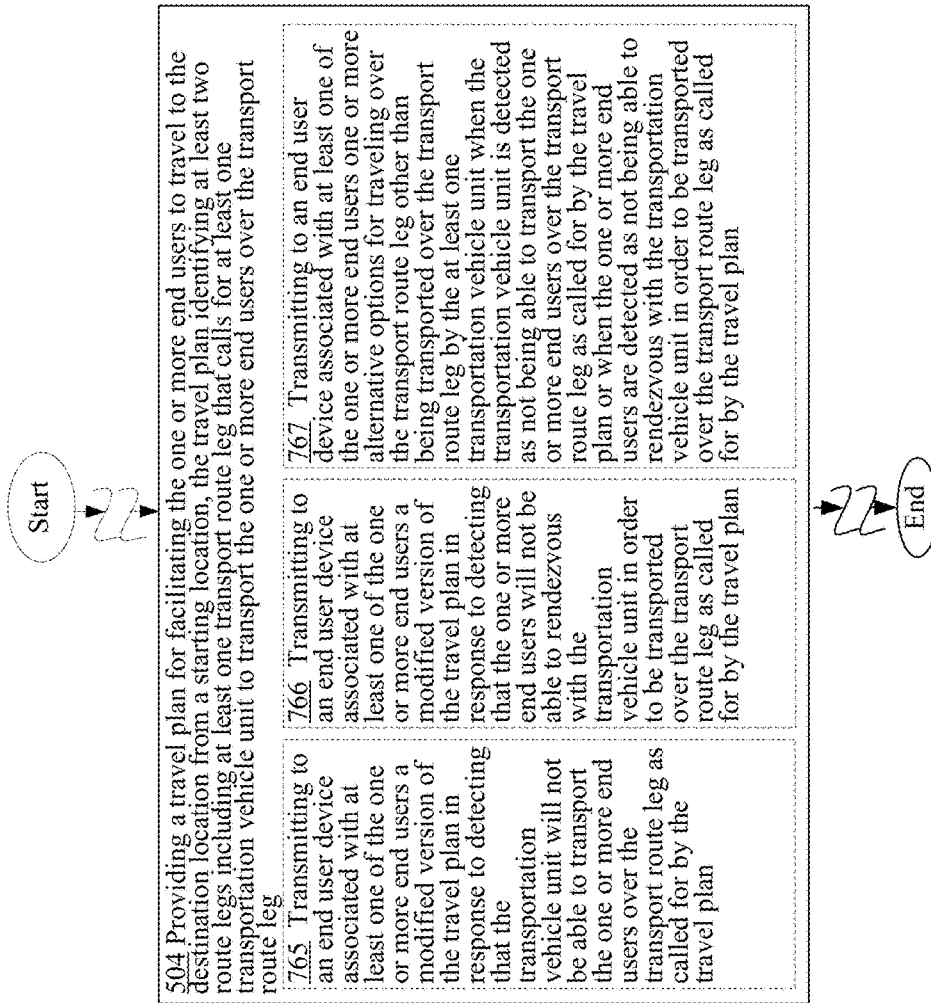 Start
504 Providing a travel plan for facilitating the one or more end users to travel to the
destination location from a starting location, the travel plan identifying at least two
route legs including at least one transport route leg that calls for at least one
transportation vehicle unit to transport the one or more end users over the transport
route leg
765 Transmitting to
an end user device
associated with at
least one of the one
or more end users a
modified version of
the travel plan in
response to detecting
that the
transportation
vehicle unit will not
be able to transport
the one or more end
users over the
transport route leg as
called for by the
travel plan
766 Transmitting to
an end user device
associated with at
least one of the one
or more end users a
modified version of
the travel plan in
response to detecting
that the one or more
end users will not be
able to rendezvous
with the
transportation
vehicle unit in order
to be transported
over the transport
route leg as called
for by the travel plan
767 Transmitting to an end user
device associated with at least one of
the one or more end users one or more
alternative options for traveling over
the transport route leg other than
being transported over the transport
route leg by the at least one
transportation vehicle unit when the
transportation vehicle unit is detected
as not being able to transport the one
or more end users over the transport
route leg as called for by the travel
plan or when the one or more end
users are detected as not being able to
rendezvous with the transportation
vehicle unit in order to be transported
over the transport route leg as called
for by the travel plan
End